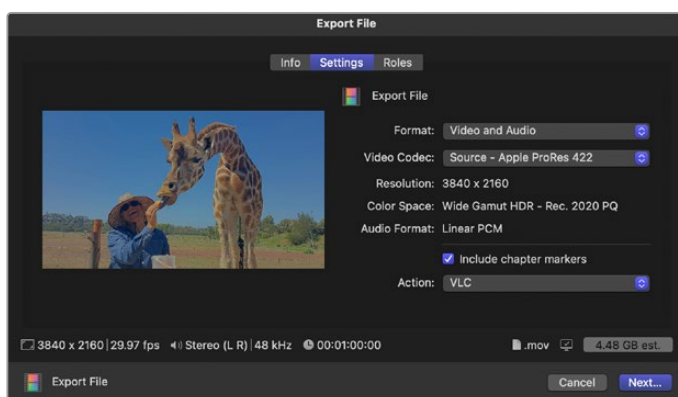 Export File
Info Settings Roles
Export File
Format: Video and Audio
Video Codec: Source - Apple ProRes 422
Resolution: 3840 x 2160
Color Space: Wide Gamut HDR - Rec. 2020 PQ
Audio Format: Linear PCM
Include chapter markers
Action: VLC
3840 x 2160 | 29.97 fps Stereo (L R) | 48 kHz 00:01:00:00 .mov 4.48 GB est.
Export File Cancel Next...